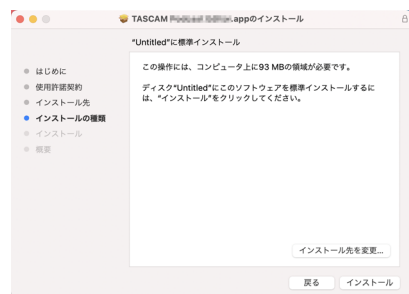 TASCAM .appのインストール
"Untitled"に標準インストール
はじめに
使用許諾契約
インストール先
インストールの種類
インストール
概要
この操作には、コンピュータ上に93 MBの領域が必要です。
ディスク"Untitled"にこのソフトウェアを標準インストールするに
は、"インストール"をクリックしてください。
インストール先を変更...
戻る
インストール